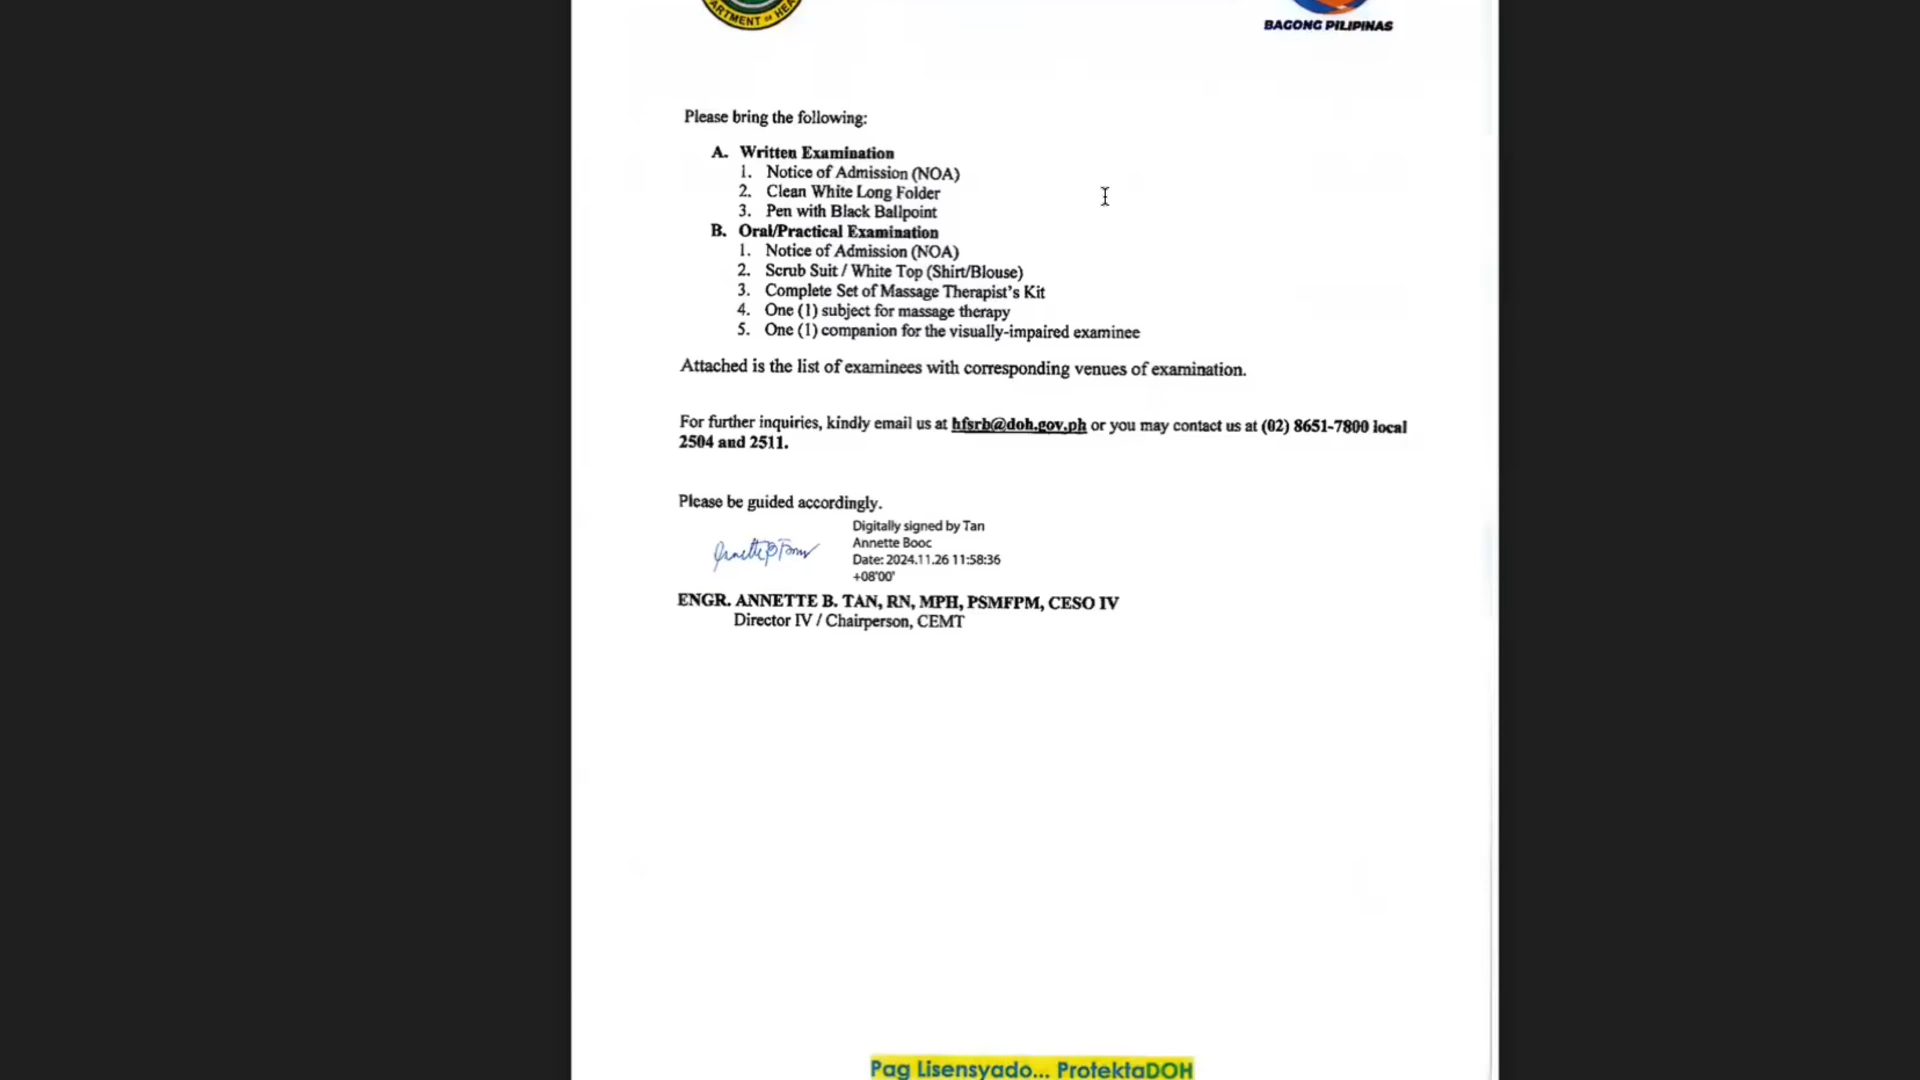 ARTMENT OF HEA
BAGONG PILIPINAS
Please bring the following:
A. Written Examination
1. Notice of Admission (NOA)
2. Clean White Long Folder
3. Pen with Black Ballpoint
B. Oral/Practical Examination
1. Notice of Admission (NOA)
2. Scrub Suit / White Top (Shirt/Blouse)
3. Complete Set of Massage Therapist's Kit
4. One (1) subject for massage therapy
5. One (1) companion for the visually-impaired examinee
Attached is the list of examinees with corresponding venues of examination.
For further inquiries, kindly email us at hfsrb@doh.gov.ph or you may contact us at (02) 8651-7800 local
2504 and 2511.
Please be guided accordingly.
Digitally signed by Tan
Annette Booc
Date: 2024.11.26 11:58:36
+08'00'
ENGR. ANNETTE B. TAN, RN, MPH, PSMFPM, CESO IV
Director IV / Chairperson, CEMT
Pag Lisensyado... ProtektaDOH